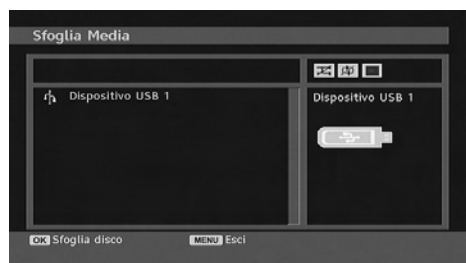 Sfoglia Media
Dispositivo USB 1
Dispositivo USB 1
OK Sfoglia disco
MENU Esci